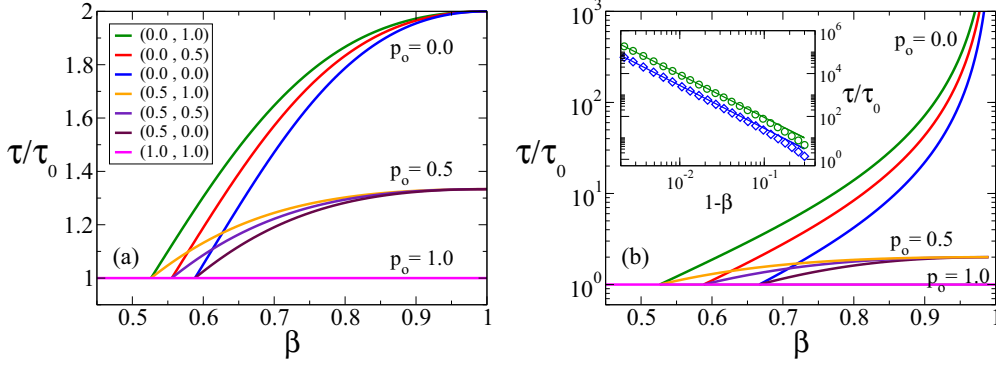 2
1.8
1.6
1.4
1.2
1
τ/τ₀
(0.0 , 1.0)
(0.0 , 0.5)
(0.0 , 0.0)
(0.5 , 1.0)
(0.5 , 0.5)
(0.5 , 0.0)
(1.0 , 1.0)
pₒ = 0.0
pₒ = 0.5
pₒ = 1.0
(a)
0.5 0.6 0.7 0.8 0.9 1
β
10³
10²
10¹
10⁰
τ/τ₀
10⁶
10⁴
10²
10⁰
τ/τ₀
10⁻² 10⁻¹
1-β
pₒ = 0.0
pₒ = 0.5
pₒ = 1.0
(b)
0.5 0.6 0.7 0.8 0.9 1
β